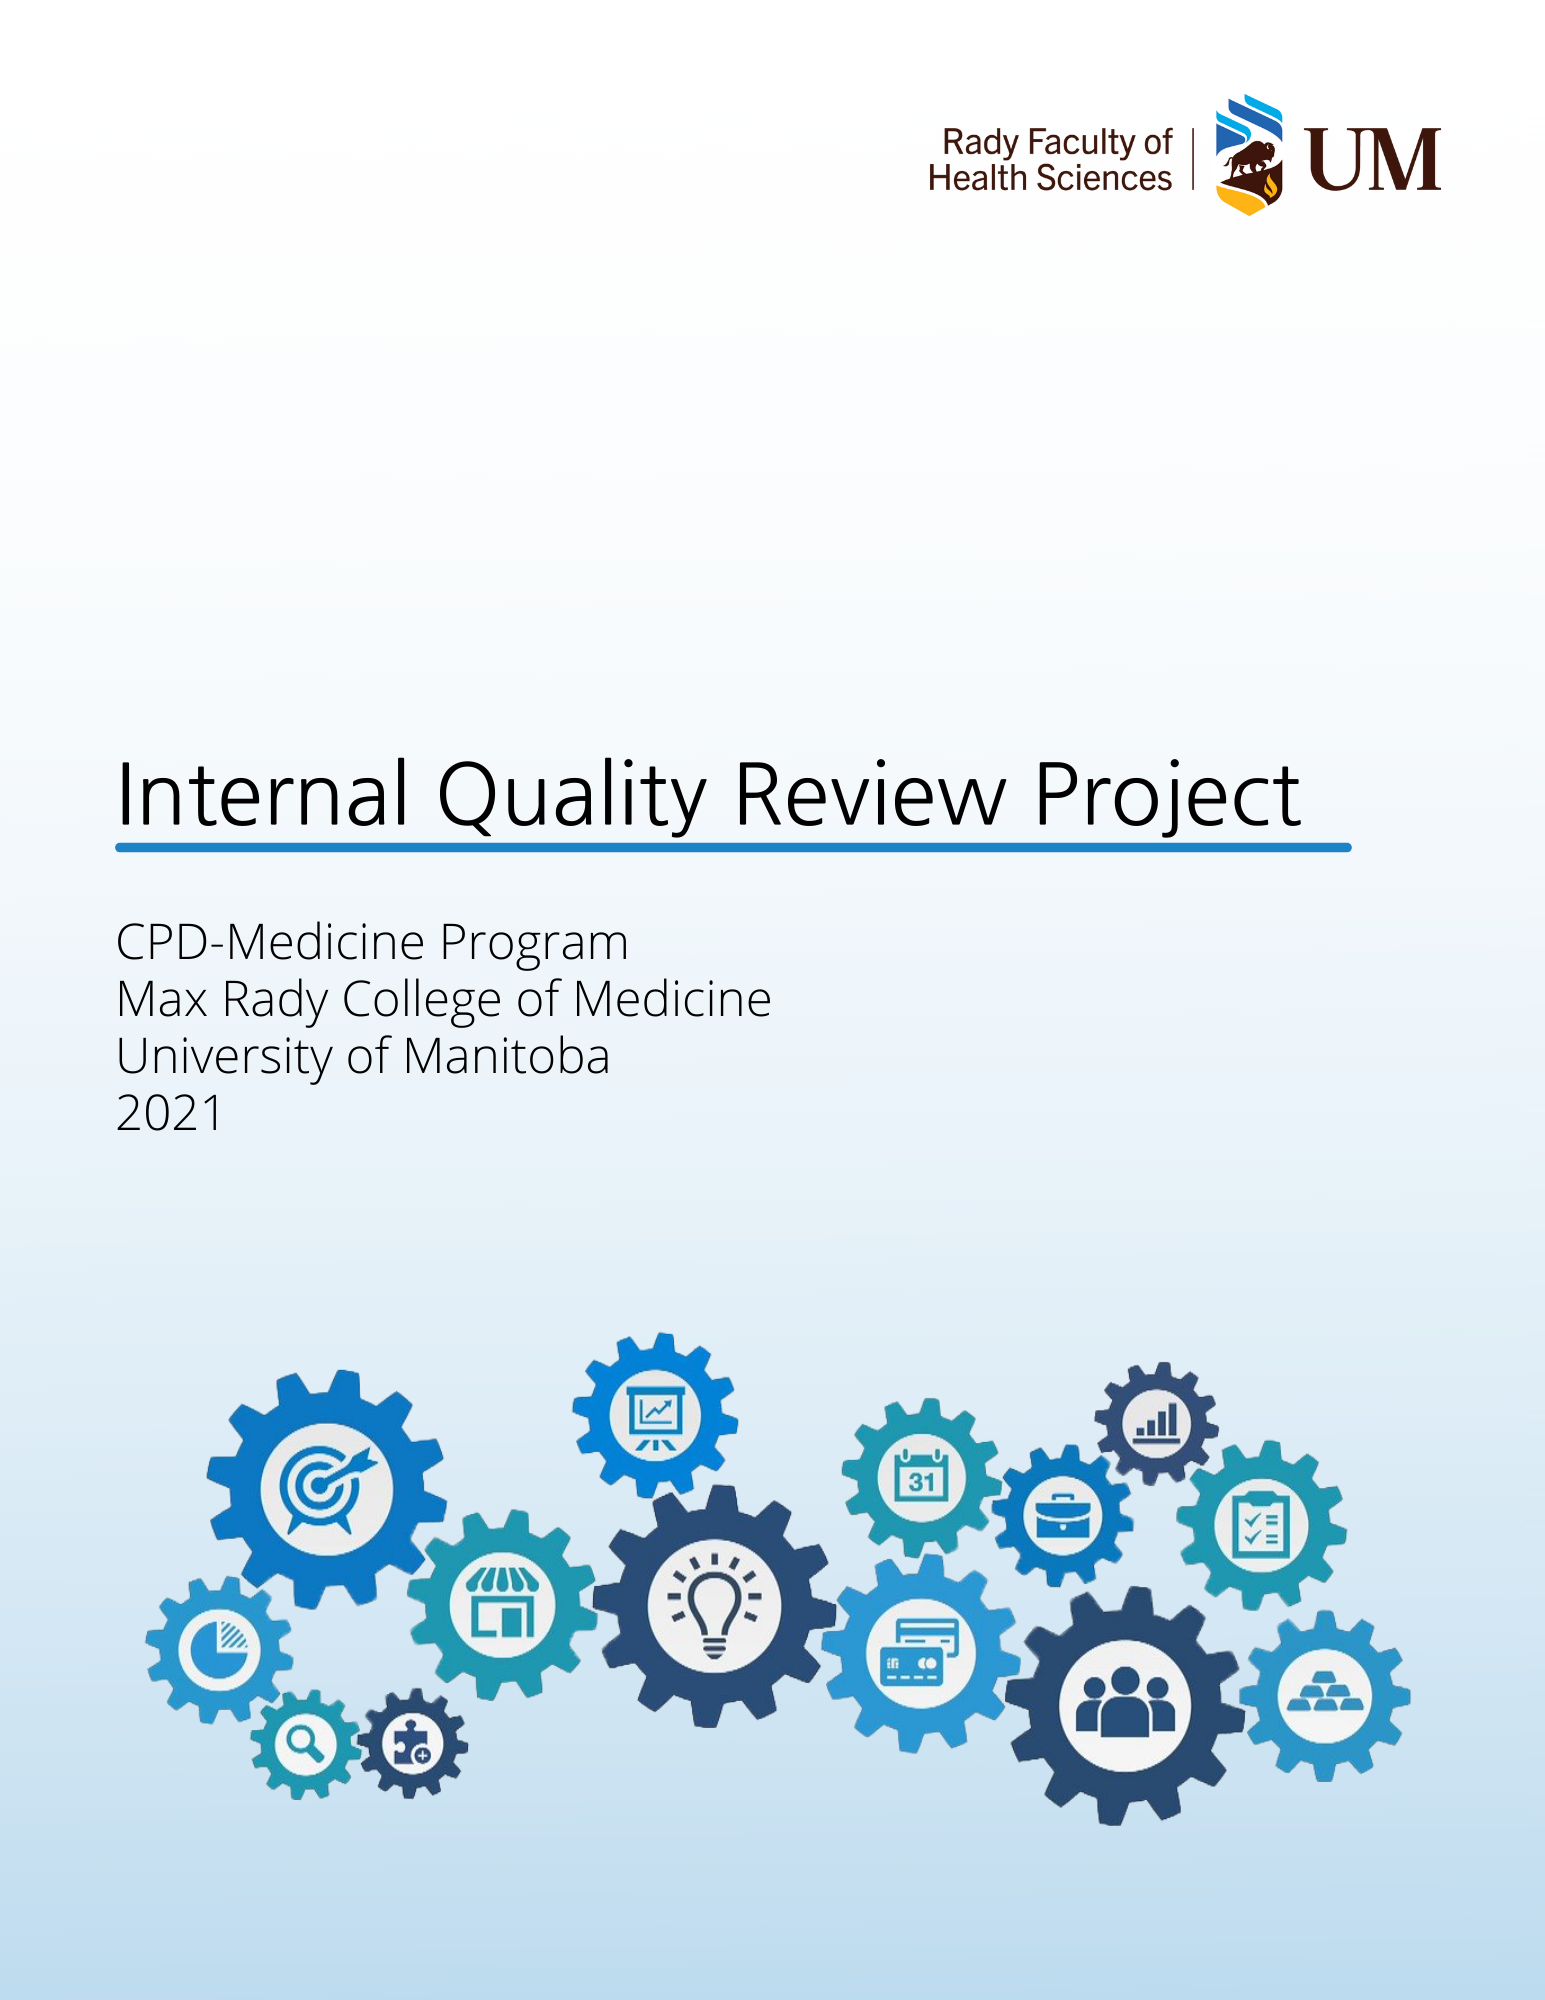 Rady Faculty of
Health Sciences
UM
Internal Quality Review Project
CPD-Medicine Program
Max Rady College of Medicine
University of Manitoba
2021
31